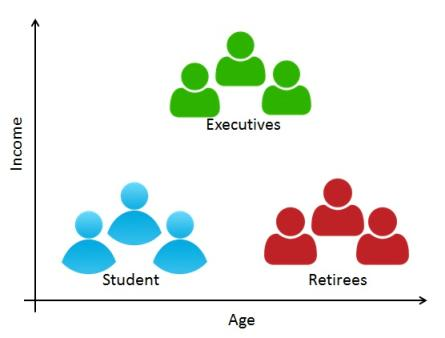 Income
Executives
Student
Retirees
Age